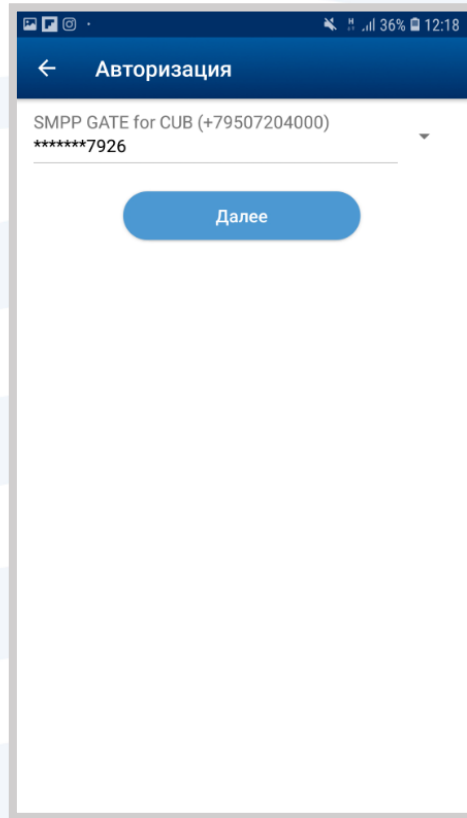 36% 12:18
Авторизация
SMPP GATE for CUB (+79507204000)
*******7926
Далее